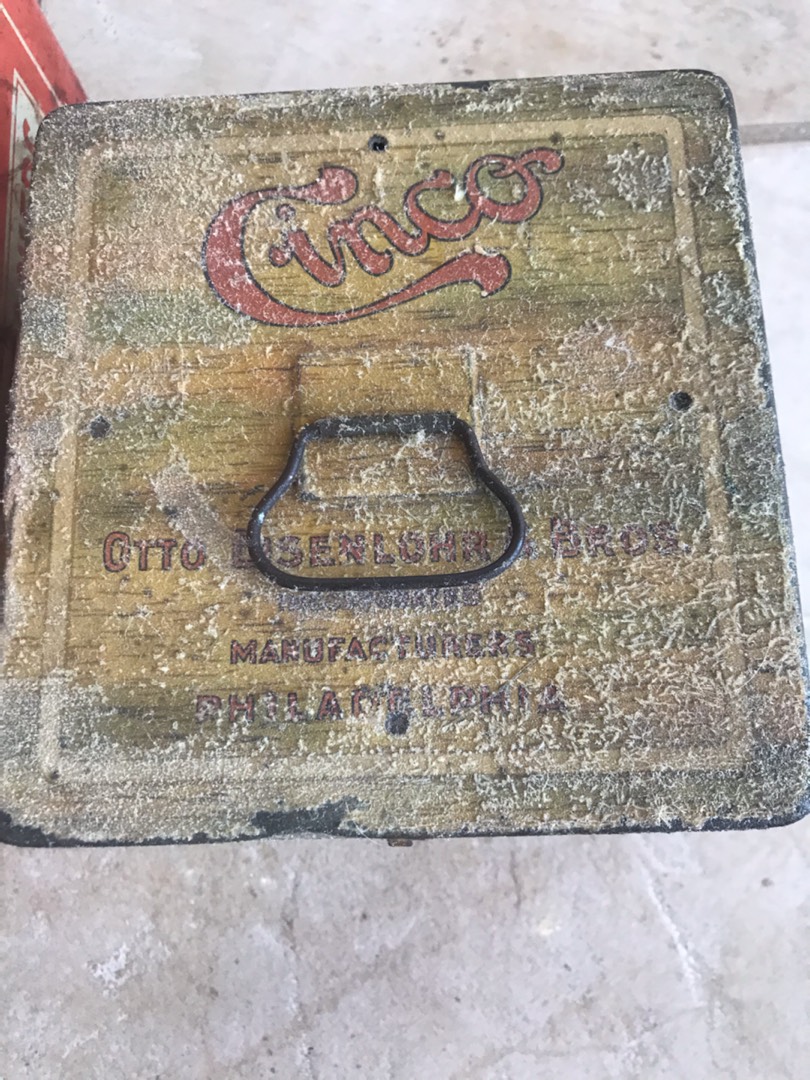 Cinco
OTTO EISENLOHR & BROS.
MANUFACTURERS
PHILADELPHIA